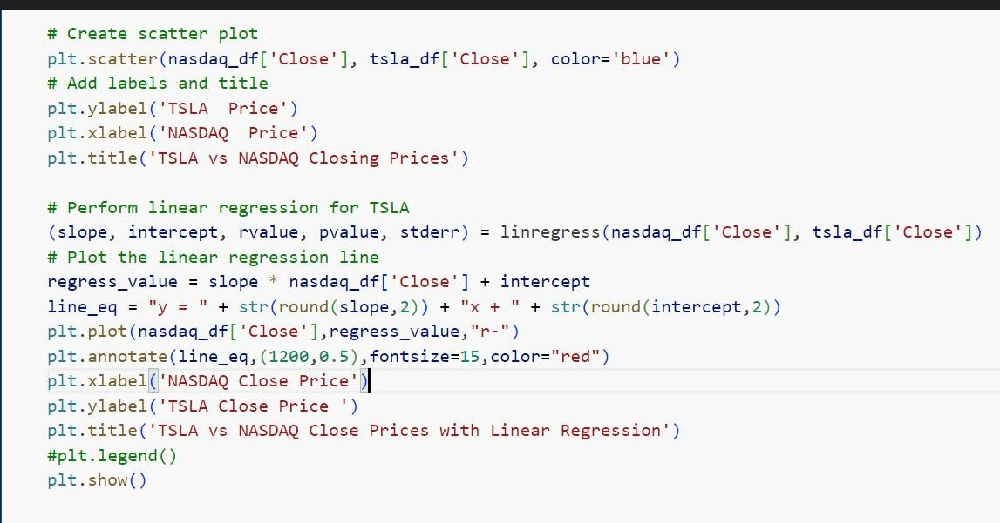 # Create scatter plot
plt.scatter(nasdaq_df['Close'], tsla_df['Close'], color='blue')
# Add labels and title
plt.ylabel('TSLA  Price')
plt.xlabel('NASDAQ  Price')
plt.title('TSLA vs NASDAQ Closing Prices')

# Perform linear regression for TSLA
(slope, intercept, rvalue, pvalue, stderr) = linregress(nasdaq_df['Close'], tsla_df['Close'])
# Plot the linear regression line
regress_value = slope * nasdaq_df['Close'] + intercept
line_eq = "y = " + str(round(slope,2)) + "x + " + str(round(intercept,2))
plt.plot(nasdaq_df['Close'],regress_value,"r-")
plt.annotate(line_eq,(1200,0.5),fontsize=15,color="red")
plt.xlabel('NASDAQ Close Price')
plt.ylabel('TSLA Close Price ')
plt.title('TSLA vs NASDAQ Close Prices with Linear Regression')
#plt.legend()
plt.show()